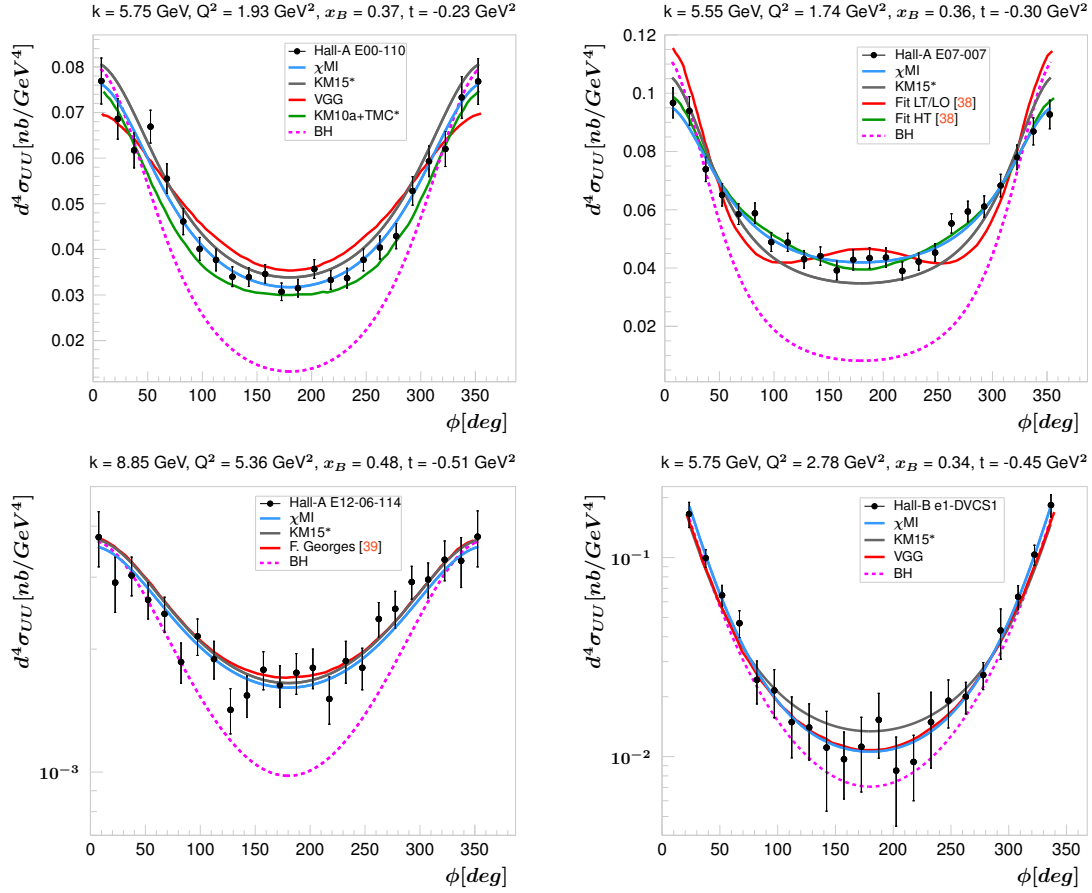 k = 5.75 GeV, Q² = 1.93 GeV², x_B = 0.37, t = -0.23 GeV²
d⁴σ_UU[nb/GeV⁴]
0.08
0.07
0.06
0.05
0.04
0.03
0.02
Hall-A E00-110
χMI
KM15*
VGG
KM10a+TMC*
BH
0 50 100 150 200 250 300 350
ϕ[deg]
k = 5.55 GeV, Q² = 1.74 GeV², x_B = 0.36, t = -0.30 GeV²
d⁴σ_UU[nb/GeV⁴]
0.12
0.1
0.08
0.06
0.04
0.02
Hall-A E07-007
χMI
KM15*
Fit LT/LO [38]
Fit HT [38]
BH
0 50 100 150 200 250 300 350
ϕ[deg]
k = 8.85 GeV, Q² = 5.36 GeV², x_B = 0.48, t = -0.51 GeV²
d⁴σ_UU[nb/GeV⁴]
10⁻³
Hall-A E12-06-114
χMI
KM15*
F. Georges [39]
BH
0 50 100 150 200 250 300 350
ϕ[deg]
k = 5.75 GeV, Q² = 2.78 GeV², x_B = 0.34, t = -0.45 GeV²
d⁴σ_UU[nb/GeV⁴]
10⁻¹
10⁻²
Hall-B e1-DVCS1
χMI
KM15*
VGG
BH
0 50 100 150 200 250 300 350
ϕ[deg]